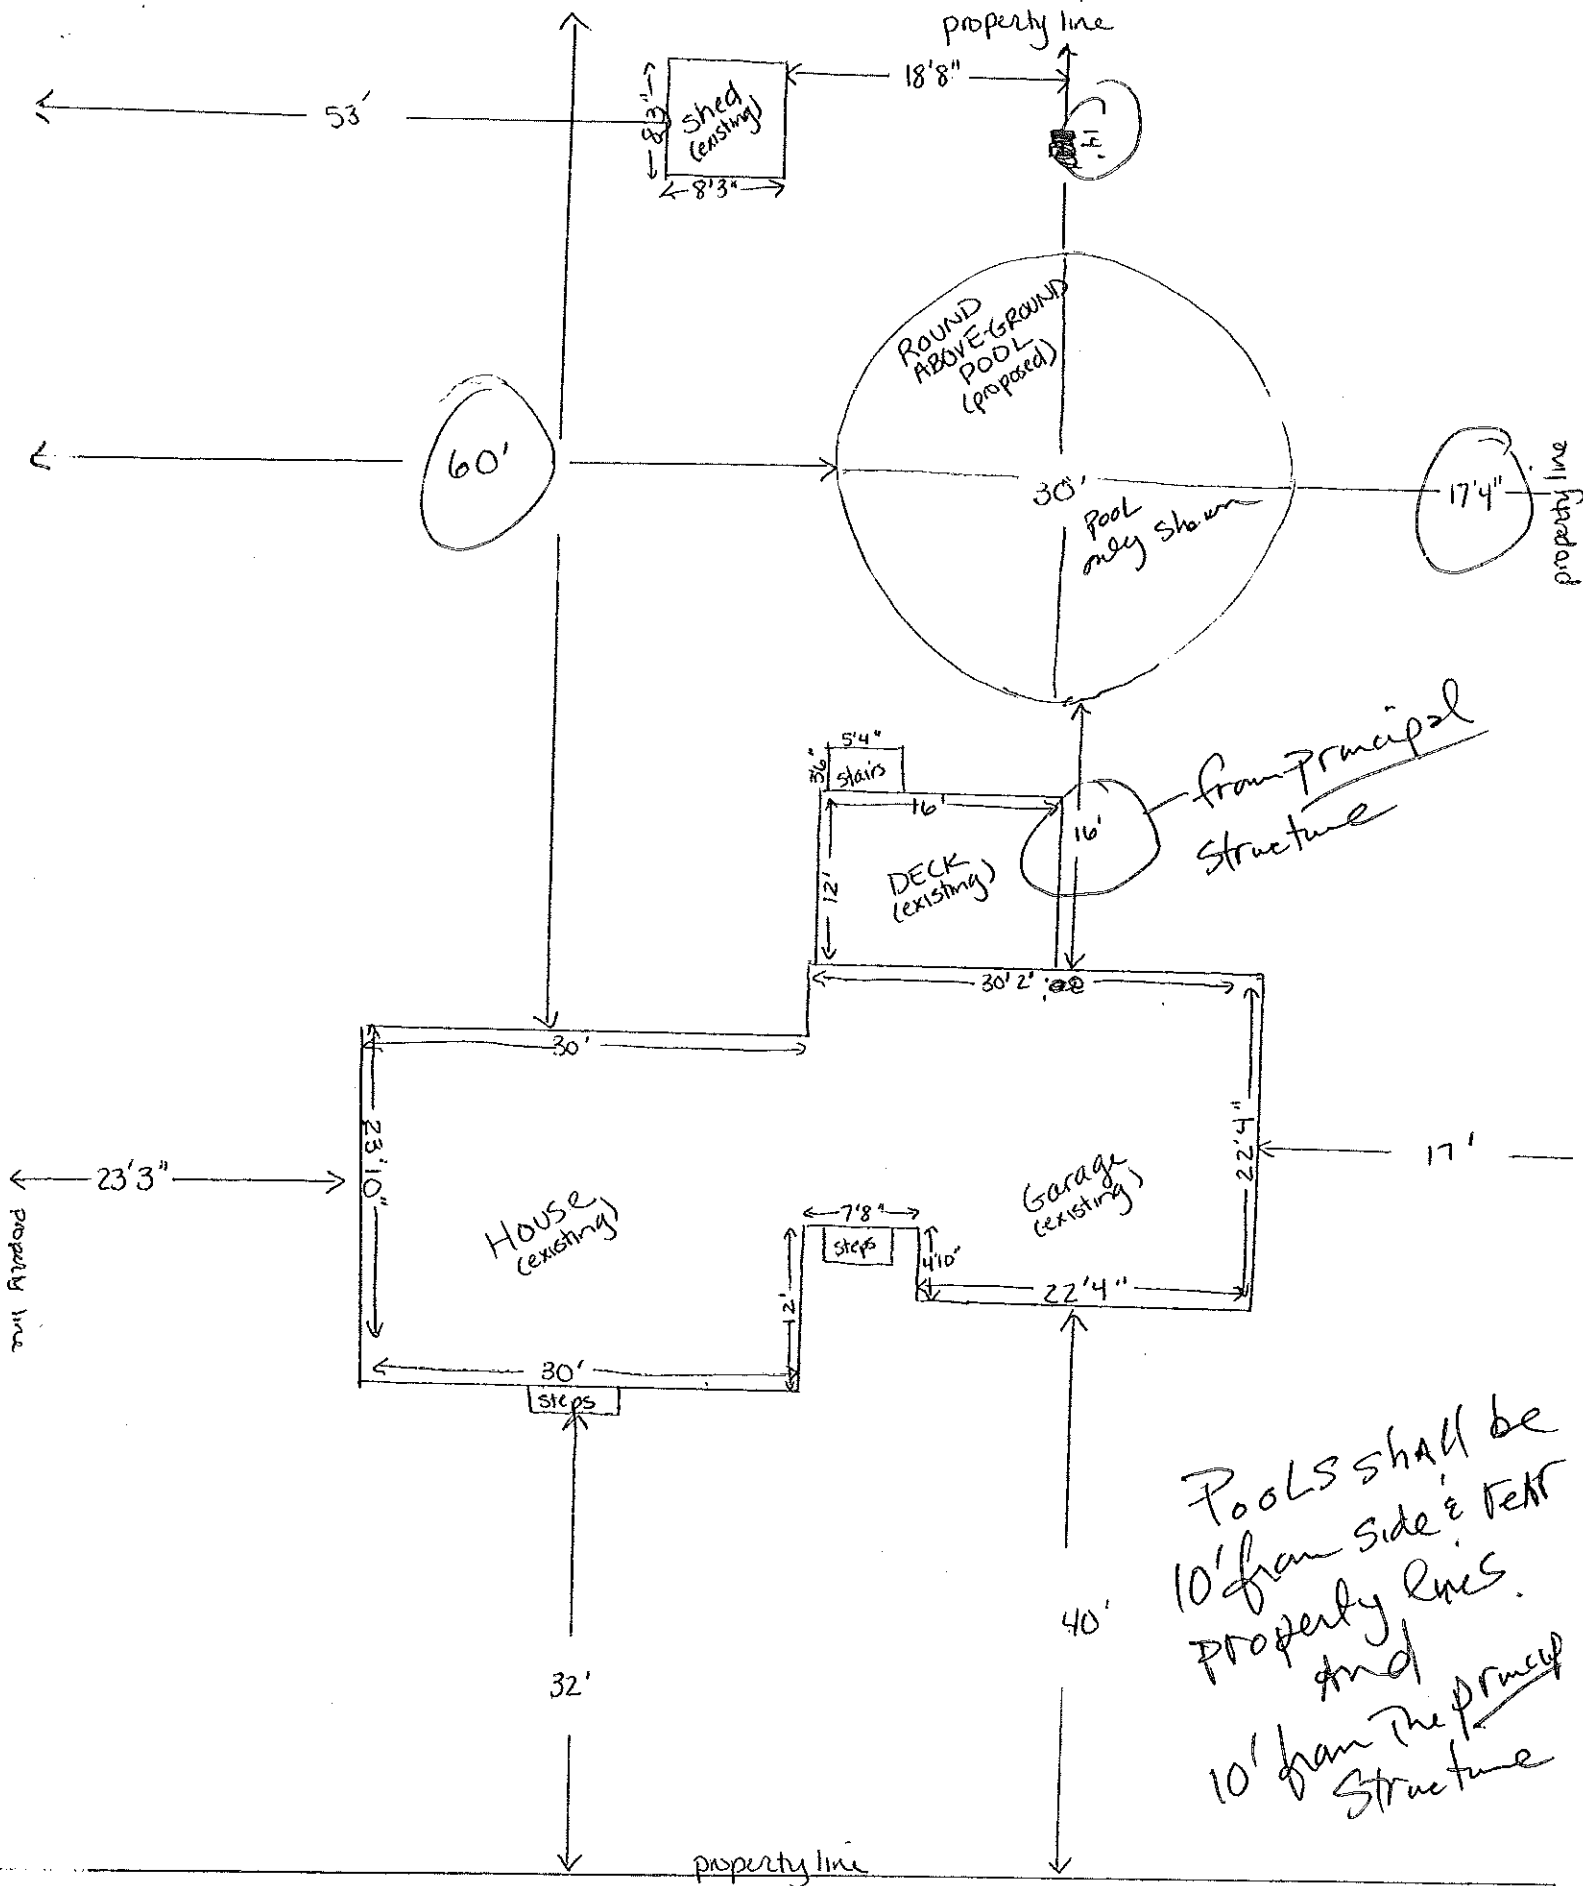 property line
18'8"
53'
8'3"
shed
(existing)
8'3"
ROUND
ABOVE-GROUND
POOL
(proposed)
60'
30'
POOL
only shown
17'4"
property line
5'4"
3'6"
stairs
16'
16'
from principal
structure
DECK
(existing)
12'
30'2"
30'
23'10"
22'4"
17'
23'3"
property line
House
(existing)
Garage
(existing)
7'8"
steps
4'10"
12'
22'4"
30'
steps
Pools shall be
10' from side & rear
property lines.
And
10' from The princip
Structure
40'
32'
property line